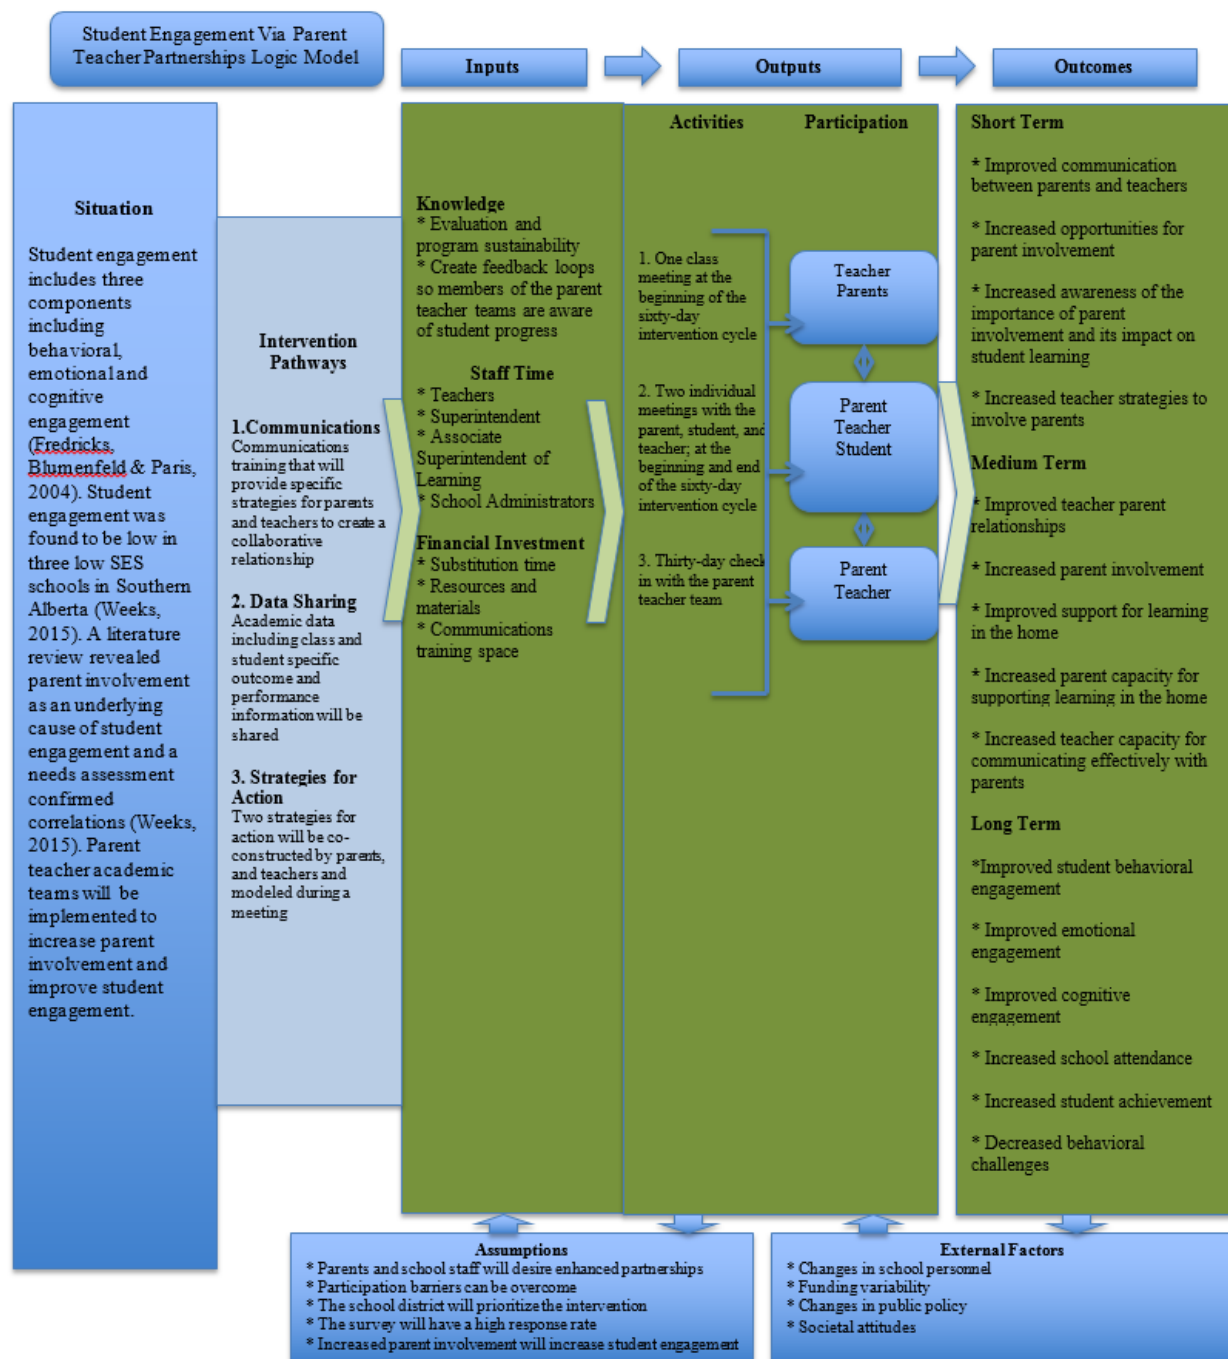 Student Engagement Via Parent
Teacher Partnerships Logic Model
Inputs
Outputs
Outcomes
Situation
Student engagement
includes three
components
including
behavioral,
emotional and
cognitive
engagement
(Fredricks,
Blumenfeld & Paris,
2004). Student
engagement was
found to be low in
three low SES
schools in Southern
Alberta (Weeks,
2015). A literature
review revealed
parent involvement
as an underlying
cause of student
engagement and a
needs assessment
confirmed
correlations (Weeks,
2015). Parent
teacher academic
teams will be
implemented to
increase parent
involvement and
improve student
engagement.
Intervention
Pathways
1.Communications
Communications
training that will
provide specific
strategies for parents
and teachers to create a
collaborative
relationship
2. Data Sharing
Academic data
including class and
student specific
outcome and
performance
information will be
shared
3. Strategies for
Action
Two strategies for
action will be co-
constructed by parents,
and teachers and
modeled during a
meeting
Knowledge
* Evaluation and
program sustainability
* Create feedback loops
so members of the parent
teacher teams are aware
of student progress
Staff Time
* Teachers
* Superintendent
* Associate
Superintendent of
Learning
* School Administrators
Financial Investment
* Substitution time
* Resources and
materials
* Communications
training space
Activities
1. One class
meeting at the
beginning of the
sixty-day
intervention cycle
2. Two individual
meetings with the
parent, student, and
teacher; at the
beginning and end
of the sixty-day
intervention cycle
3. Thirty-day check
in with the parent
teacher team
Participation
Teacher
Parents
Parent
Teacher
Student
Parent
Teacher
Short Term
* Improved communication
between parents and teachers
* Increased opportunities for
parent involvement
* Increased awareness of the
importance of parent
involvement and its impact on
student learning
* Increased teacher strategies to
involve parents
Medium Term
* Improved teacher parent
relationships
* Increased parent involvement
* Improved support for learning
in the home
* Increased parent capacity for
supporting learning in the home
* Increased teacher capacity for
communicating effectively with
parents
Long Term
*Improved student behavioral
engagement
* Improved emotional
engagement
* Improved cognitive
engagement
* Increased school attendance
* Increased student achievement
* Decreased behavioral
challenges
Assumptions
* Parents and school staff will desire enhanced partnerships
* Participation barriers can be overcome
* The school district will prioritize the intervention
* The survey will have a high response rate
* Increased parent involvement will increase student engagement
External Factors
* Changes in school personnel
* Funding variability
* Changes in public policy
* Societal attitudes